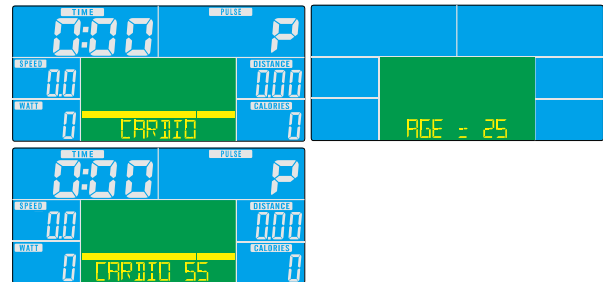 TIME PULSE
0:00 P
SPEED DISTANCE
0.0 0.00
WATT CALORIES
0 CARDIO 0
AGE = 25
TIME PULSE
0:00 P
SPEED DISTANCE
0.0 0.00
WATT CALORIES
0 CARDIO 55 0